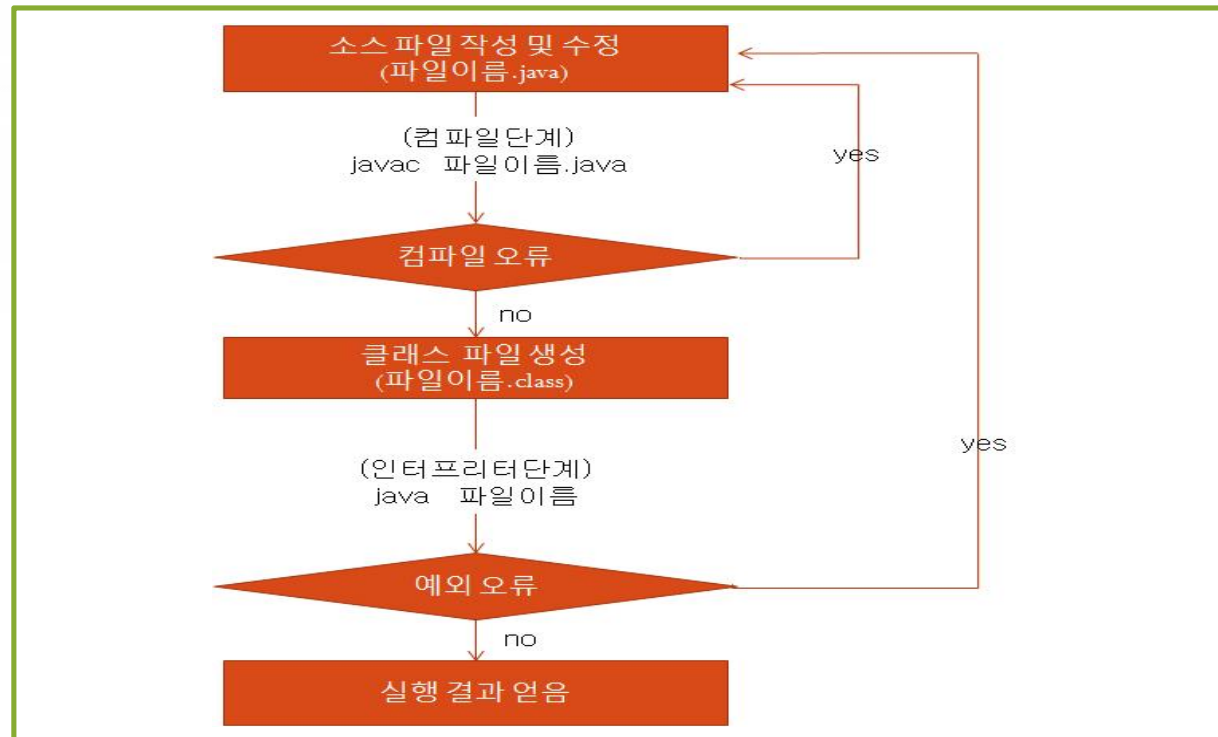 소스 파일 작성 및 수정
(파일이름.java)
(컴파일단계)
javac 파일이름.java
yes
컴파일 오류
no
클래스 파일 생성
(파일이름.class)
yes
(인터프리터단계)
java 파일이름
예외 오류
no
실행 결과 얻음